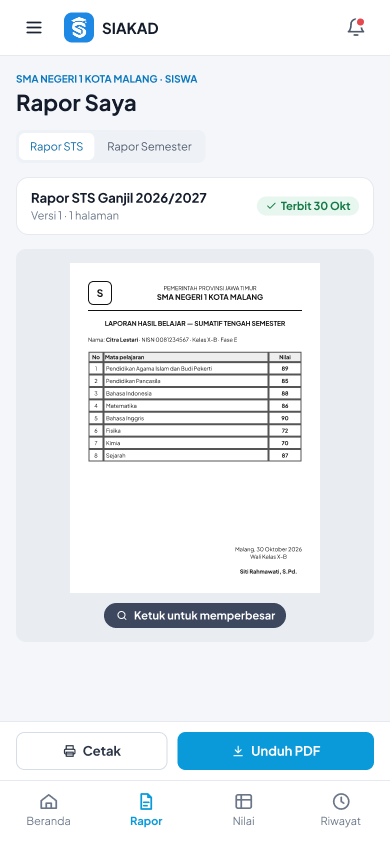 SIAKAD
SMA NEGERI 1 KOTA MALANG · SISWA
Rapor Saya
Rapor STS Rapor Semester
Rapor STS Ganjil 2026/2027
Versi 1 · 1 halaman
Terbit 30 Okt
S
PEMERINTAH PROVINSI JAWA TIMUR
SMA NEGERI 1 KOTA MALANG
LAPORAN HASIL BELAJAR — SUMATIF TENGAH SEMESTER
Nama: Citra Lestari · NISN 0081234567 · Kelas X-B · Fase E
No Mata pelajaran Nilai
1 Pendidikan Agama Islam dan Budi Pekerti 89
2 Pendidikan Pancasila 85
3 Bahasa Indonesia 88
4 Matematika 86
5 Bahasa Inggris 90
6 Fisika 72
7 Kimia 70
8 Sejarah 87
Malang, 30 Oktober 2026
Wali Kelas X-B
Siti Rahmawati, S.Pd.
Ketuk untuk memperbesar
Cetak Unduh PDF
Beranda Rapor Nilai Riwayat